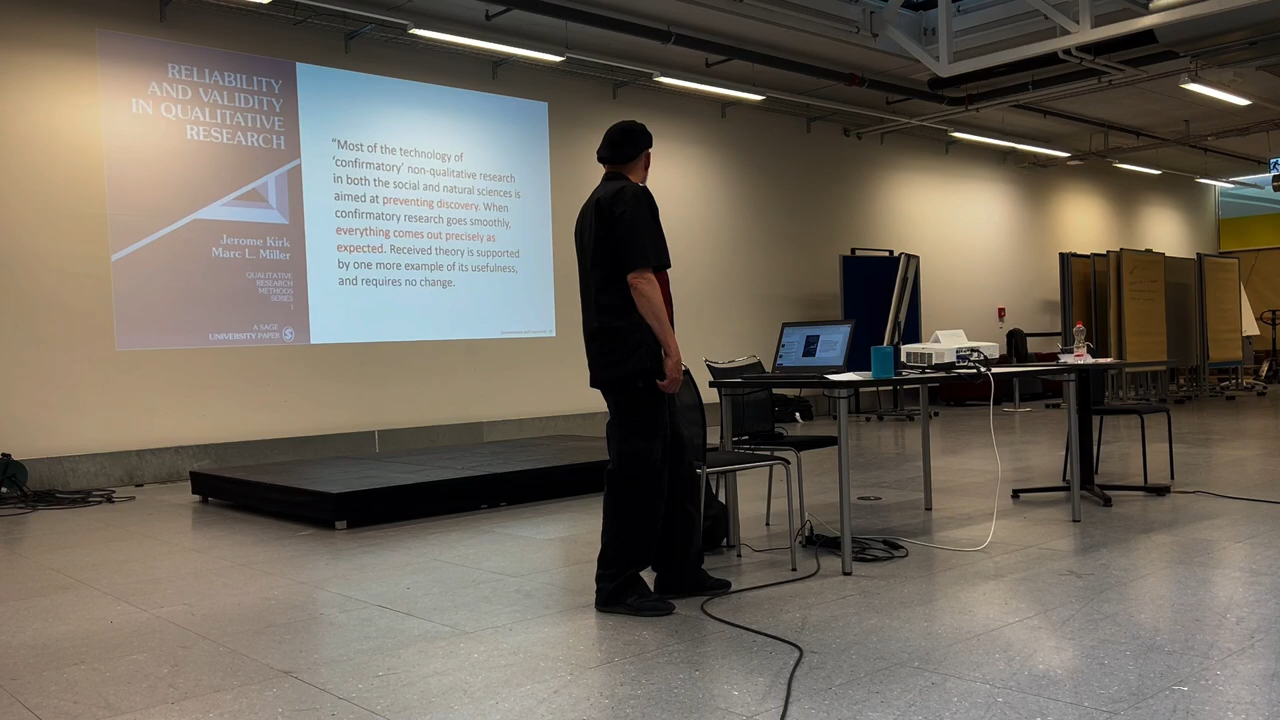 RELIABILITY
AND VALIDITY
IN QUALITATIVE
RESEARCH
Jerome Kirk
Marc L. Miller
QUALITATIVE
RESEARCH
METHODS
SERIES
1
A SAGE
UNIVERSITY PAPER
“Most of the technology of
‘confirmatory’ non-qualitative research
in both the social and natural sciences is
aimed at preventing discovery. When
confirmatory research goes smoothly,
everything comes out precisely as
expected. Received theory is supported
by one more example of its usefulness,
and requires no change.